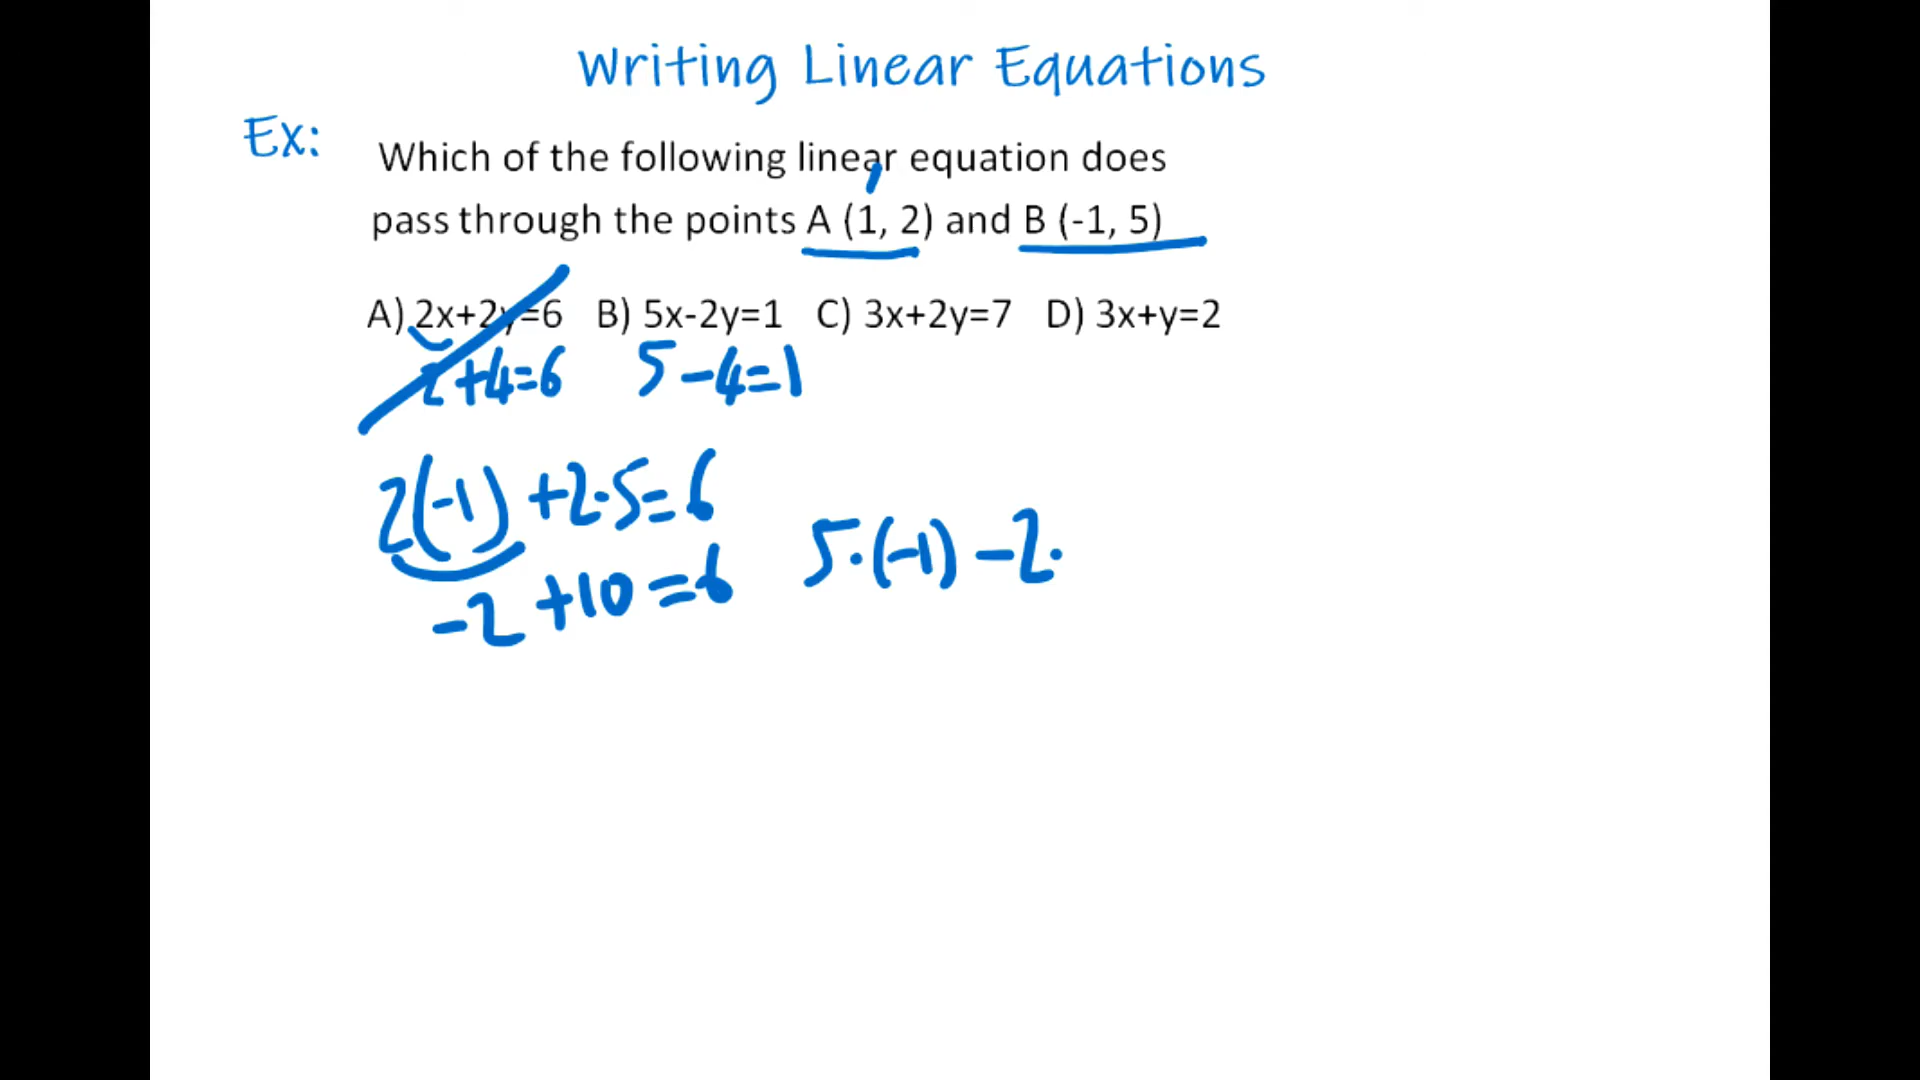 Writing Linear Equations
Ex:
Which of the following linear equation does
pass through the points A (1, 2) and B (-1, 5)
A) 2x+2y=6 B) 5x-2y=1 C) 3x+2y=7 D) 3x+y=2
2+4=6 5-4=1
2(-1)+2·5=6
5·(-1)-2·
-2+10=6